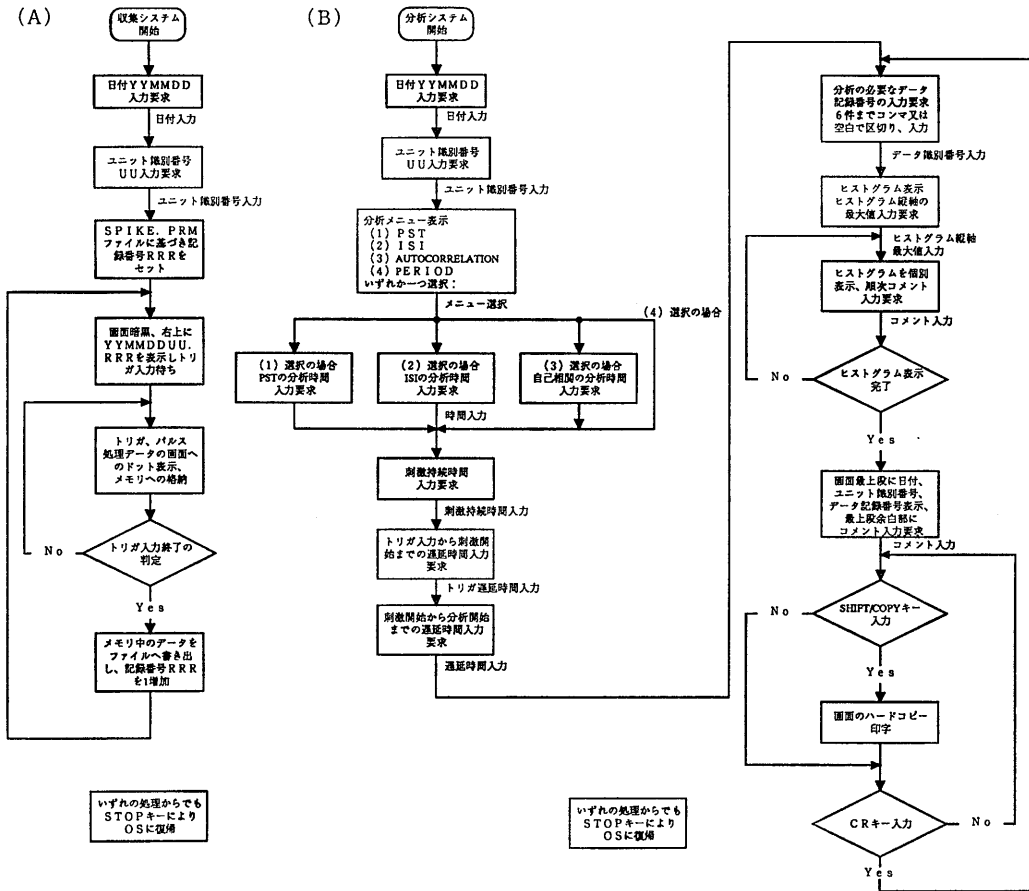 (A)
収集システム
開始
日付YYMMDD
入力要求
日付入力
ユニット識別番号
UU入力要求
ユニット識別番号入力
SPIKE. PRM
ファイルに基づき記
録番号RRRを
セット
画面暗黒、右上に
YYMMDDUU.
RRRを表示しトリ
ガ入力待ち
トリガ、パルス
処理データの画面へ
のドット表示、
メモリへの格納
No
トリガ入力終了の
判定
Yes
メモリ中のデータを
ファイルへ書き出
し、記録番号RRR
を1増加
いずれの処理からでも
STOPキーにより
OSに復帰
(B)
分析システム
開始
日付YYMMDD
入力要求
日付入力
ユニット識別番号
UU入力要求
ユニット識別番号入力
分析メニュー表示
(1) PST
(2) ISI
(3) AUTOCORRELATION
(4) PERIOD
いずれか一つ選択:
メニュー選択
(4) 選択の場合
(1) 選択の場合
PSTの分析時間
入力要求
(2) 選択の場合
ISIの分析時間
入力要求
(3) 選択の場合
自己相関の分析時間
入力要求
時間入力
刺激持続時間
入力要求
刺激持続時間入力
トリガ入力から刺激開
始までの遅延時間入力
要求
トリガ遅延時間入力
刺激開始から分析開始
までの遅延時間入力
要求
遅延時間入力
いずれの処理からでも
STOPキーにより
OSに復帰
分析の必要なデータ
記録番号の入力要求
6件までコンマ又は
空白で区切り、入力
データ識別番号入力
ヒストグラム表示
ヒストグラム縦軸の
最大値入力要求
ヒストグラム縦軸
最大値入力
ヒストグラムを個別
表示、順次コメント
入力要求
コメント入力
No
ヒストグラム表示
完了
Yes
画面最上段に日付、
ユニット識別番号、
データ記録番号表示、
最上段余白部に
コメント入力要求
コメント入力
No
SHIFT/COPYキー
入力
Yes
画面のハードコピー
印字
CRキー入力
No
Yes